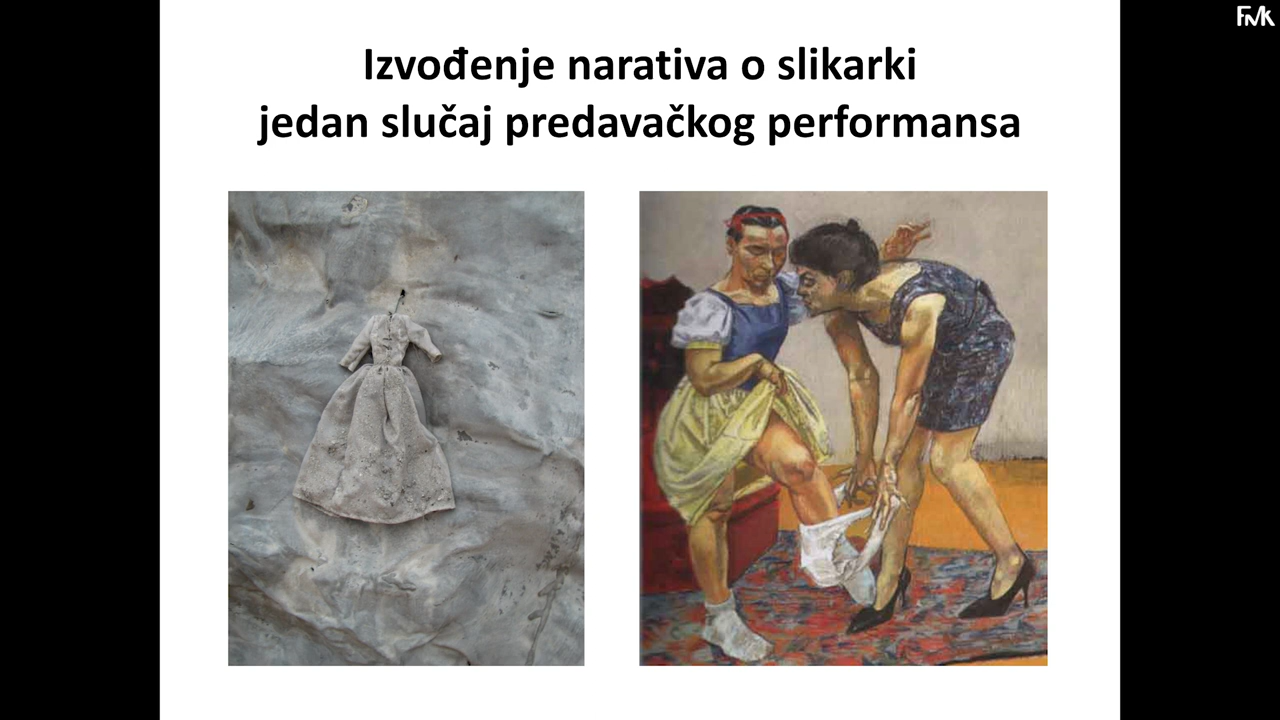 FMK
Izvođenje narativa o slikarki
jedan slučaj predavačkog performansa